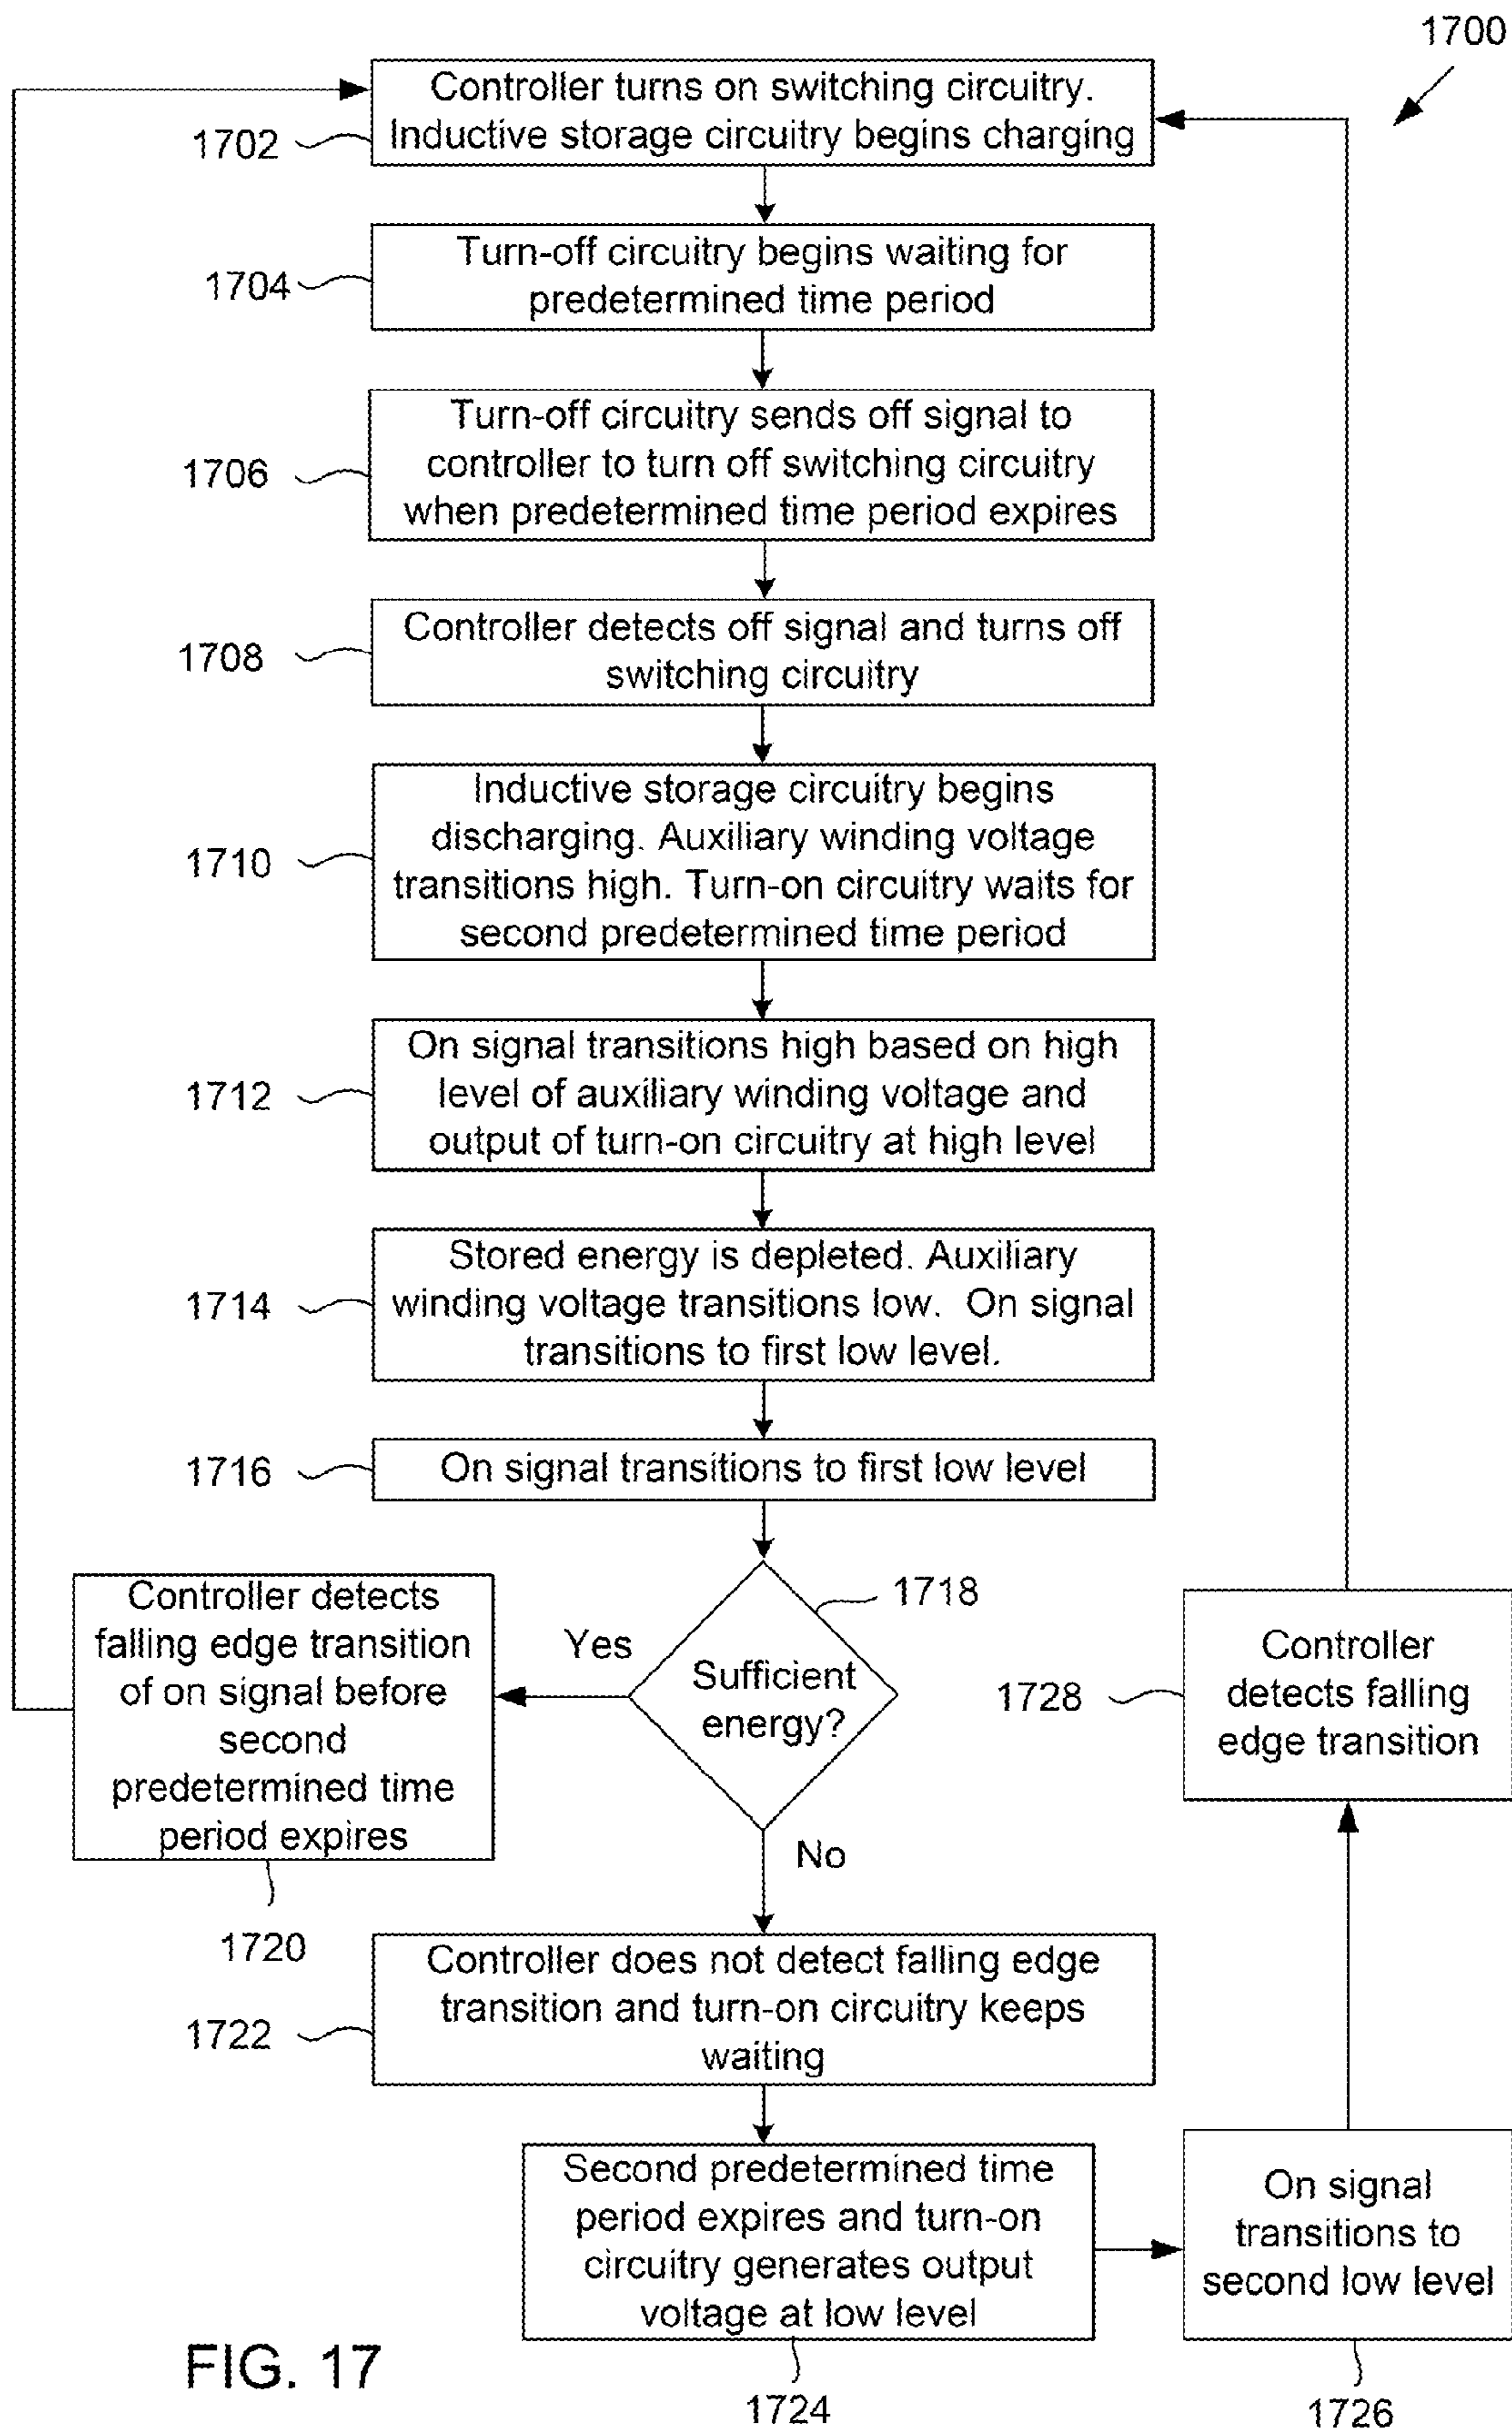 1700
Controller turns on switching circuitry.
Inductive storage circuitry begins charging
1702
Turn-off circuitry begins waiting for
predetermined time period
1704
Turn-off circuitry sends off signal to
controller to turn off switching circuitry
when predetermined time period expires
1706
Controller detects off signal and turns off
switching circuitry
1708
Inductive storage circuitry begins
discharging. Auxiliary winding voltage
transitions high. Turn-on circuitry waits for
second predetermined time period
1710
On signal transitions high based on high
level of auxiliary winding voltage and
output of turn-on circuitry at high level
1712
Stored energy is depleted. Auxiliary
winding voltage transitions low. On signal
transitions to first low level.
1714
On signal transitions to first low level
1716
Sufficient
energy?
1718
Yes
No
Controller detects
falling edge transition
of on signal before
second
predetermined time
period expires
1720
Controller does not detect falling edge
transition and turn-on circuitry keeps
waiting
1722
Second predetermined time
period expires and turn-on
circuitry generates output
voltage at low level
1724
On signal
transitions to
second low level
1726
Controller
detects falling
edge transition
1728
FIG. 17